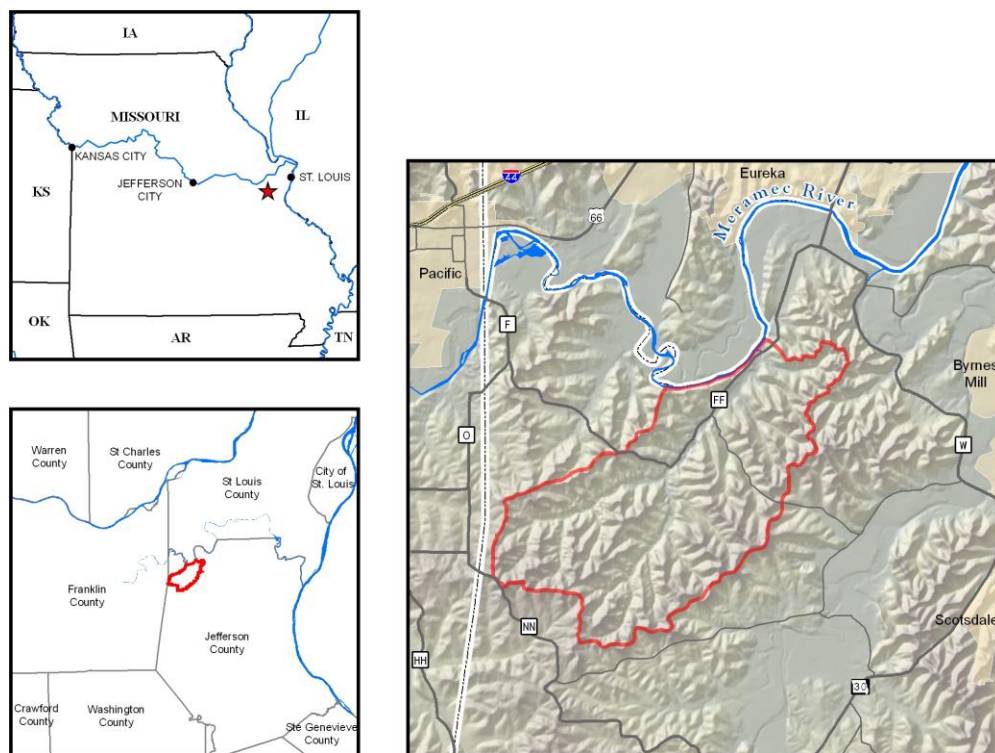 IA
MISSOURI
IL
KANSAS CITY
JEFFERSON
CITY
ST. LOUIS
KS
OK
AR
TN
Warren
County
St Charles
County
St Louis
County
City of
St. Louis
Franklin
County
Jefferson
County
Crawford
County
Washington
County
Ste Genevieve
County
44
Eureka
66
Meramec River
Pacific
F
Byrnes
Mill
FF
O
W
NN
Scotsdale
HH
30